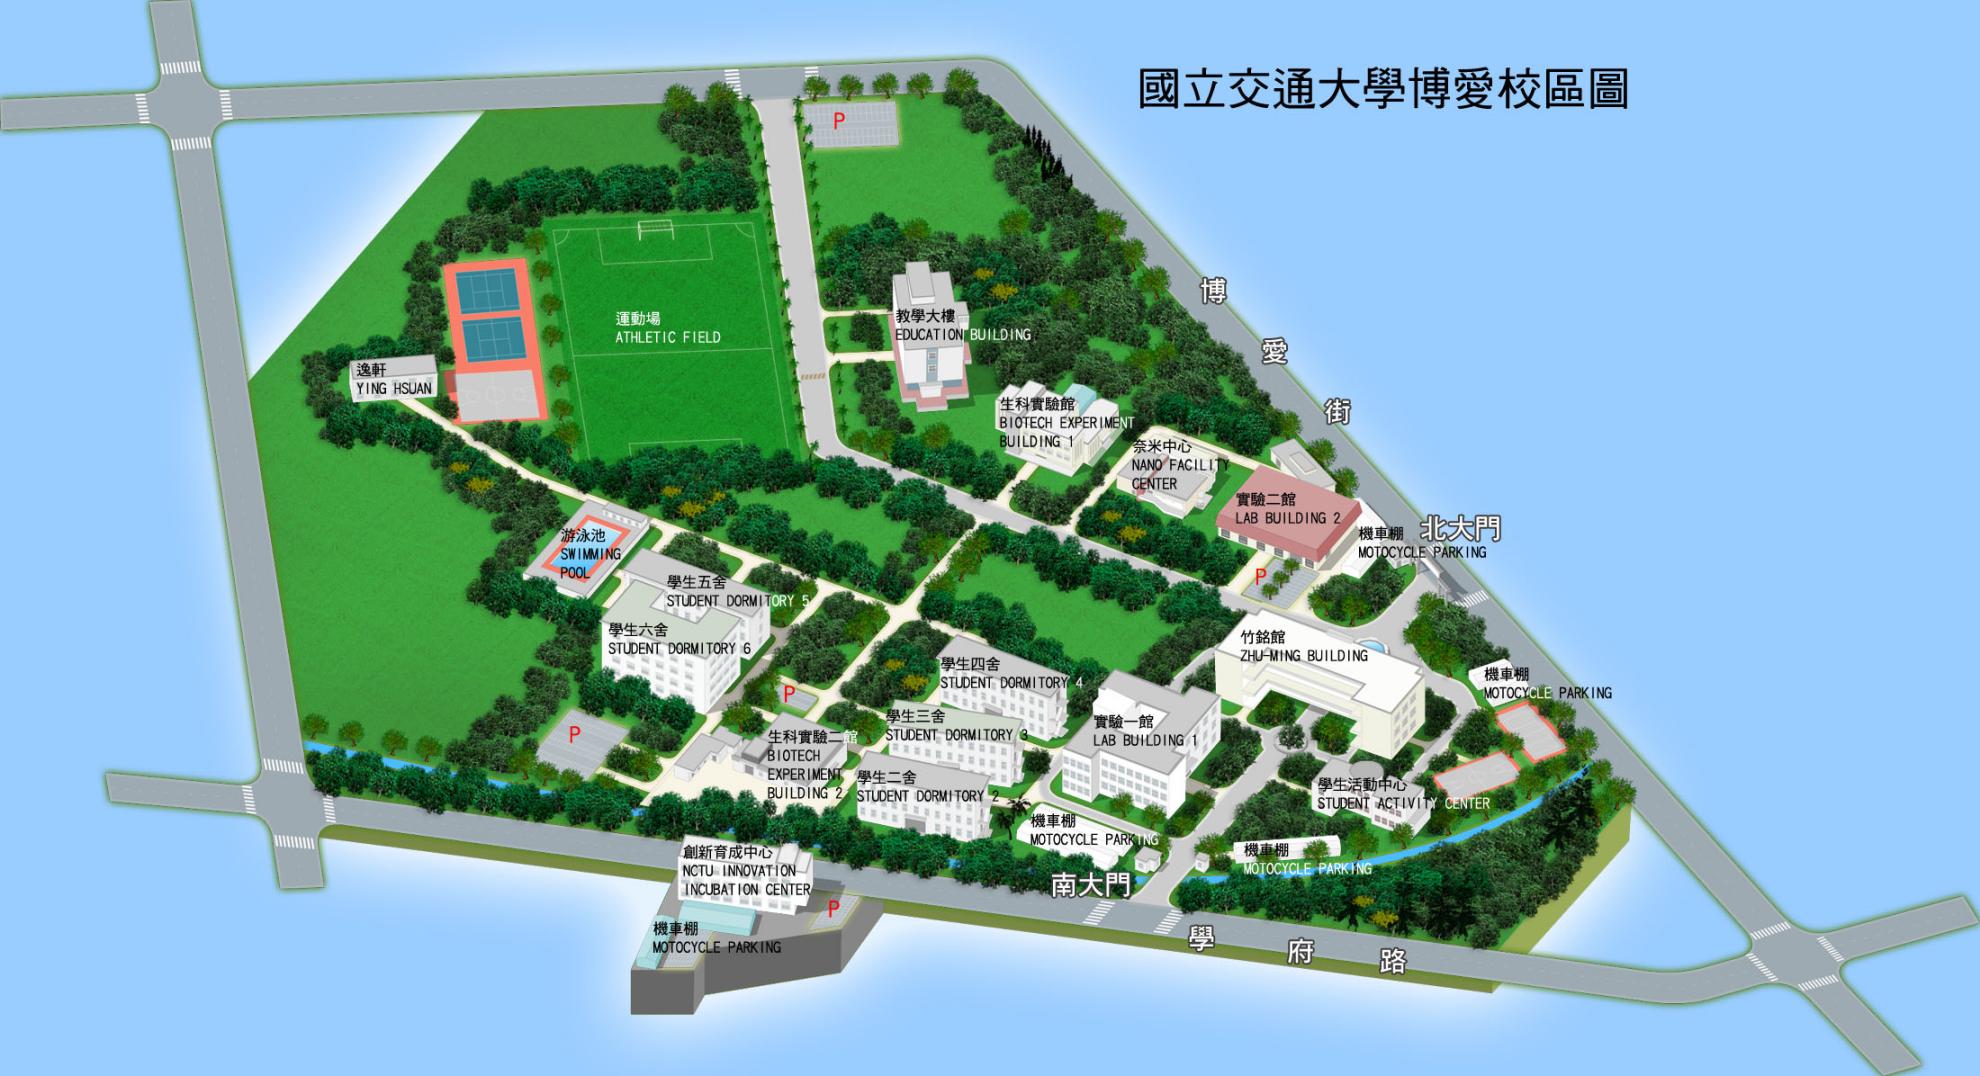 國立交通大學博愛校區圖
P
博愛街
運動場
ATHLETIC FIELD
教學大樓
EDUCATION BUILDING
逸軒
YING HSUAN
生科實驗館
BIOTECH EXPERIMENT
BUILDING 1
奈米中心
NANO FACILITY
CENTER
實驗二館
LAB BUILDING 2
機車棚
MOTOCYCLE PARKING
北大門
游泳池
SWIMMING
POOL
P
學生五舍
STUDENT DORMITORY 5
學生六舍
STUDENT DORMITORY 6
竹銘館
ZHU-MING BUILDING
學生四舍
STUDENT DORMITORY 4
機車棚
MOTOCYCLE PARKING
P
學生三舍
STUDENT DORMITORY 3
實驗一館
LAB BUILDING 1
P
生科實驗二館
BIOTECH
EXPERIMENT
BUILDING 2
學生二舍
STUDENT DORMITORY 2
學生活動中心
STUDENT ACTIVITY CENTER
機車棚
MOTOCYCLE PARKING
機車棚
MOTOCYCLE PARKING
創新育成中心
NCTU INNOVATION
INCUBATION CENTER
南大門
P
機車棚
MOTOCYCLE PARKING
學府路